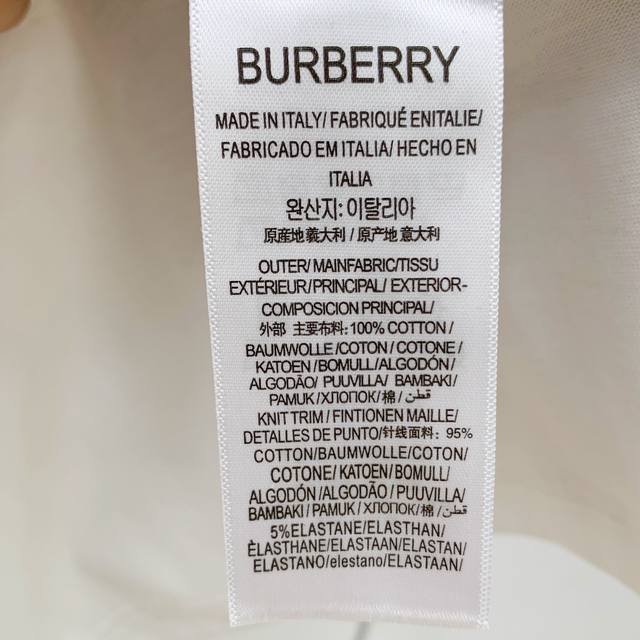 BURBERRY
MADE IN ITALY/ FABRIQUÉ ENITALIE/
FABRICADO EM ITALIA/ HECHO EN
ITALIA
완산지: 이탈리아
原産地義大利 / 原产地 意大利
OUTER/ MAINFABRIC/TISSU
EXTÉRIEUR/PRINCIPAL/ EXTERIOR-
COMPOSICION PRINCIPAL/
外部 主要布料: 100% COTTON /
BAUMWOLLE /COTON / COTONE /
KATOEN /BOMULL/ALGODÓN /
ALGODÃO/ PUUVILLA/ BAMBAKI/
PAMUK /ХЛОПОК/ 棉/ قطن /
KNIT TRIM / FINTIONEN MAILLE/
DETALLES DE PUNTO/针线面料: 95%
COTTON/BAUMWOLLE/COTON/
COTONE/ KATOEN/ BOMULL/
ALGODÓN /ALGODÃO / PUUVILLA/
BAMBAKI / PAMUK / ХЛОПОК/ 棉/ قطن /
5%ELASTANE/ELASTHAN/
ÈLASTHANE/ELASTAAN/ELASTAN/
ELASTANO/elestano/ELASTAAN/